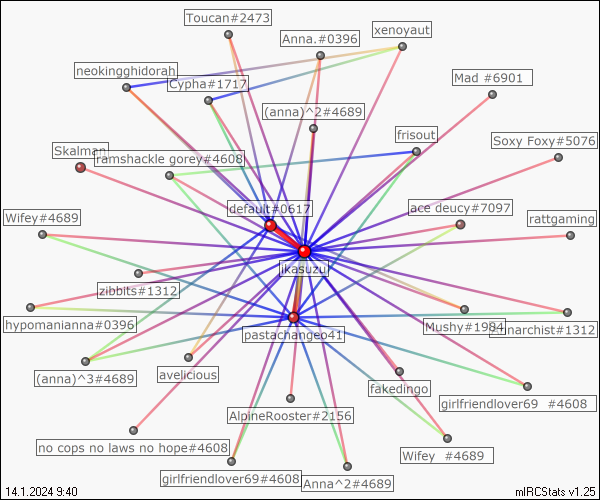 Toucan#2473
Anna.#0396
xenoyaut
neokingghidorah
Cypha#1717
Mad #6901
(anna)^2#4689
frisout
Soxy Foxy#5076
Skalman
ramshackle gorey#4608
default#0617
ace deucy#7097
Wifey#4689
rattgaming
ikasuzu
zibbits#1312
hypomanianna#0396
pastachange041
Mushy#1984
annarchist#1312
(anna)^3#4689
avelicious
fakedingo
AlpineRooster#2156
girlfriendlover69 #4608
no cops no laws no hope#4608
Wifey #4689
girlfriendlover69#4608
Anna^2#4689
14.1.2024 9:40
mIRCStats v1.25